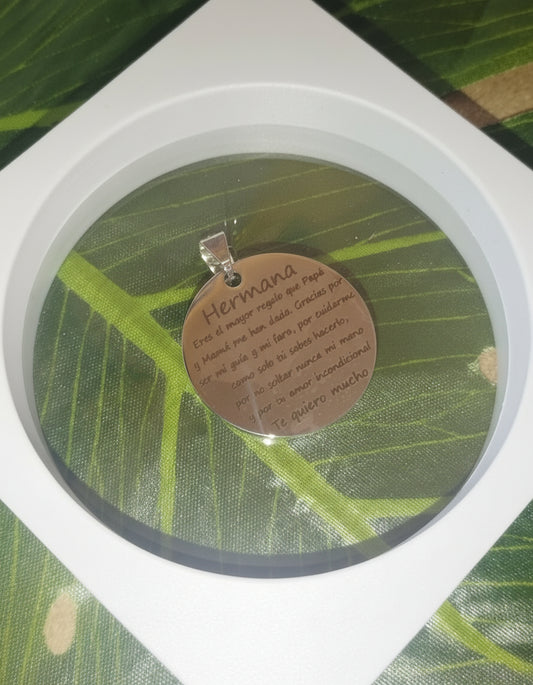 Hermana
Eres el mayor regalo que Papá
y Mamá me han dado. Gracias por
ser mi guía y mi faro, por cuidarme
como solo tú sabes hacerlo,
por no soltar nunca mi mano
y por tu amor incondicional
Te quiero mucho